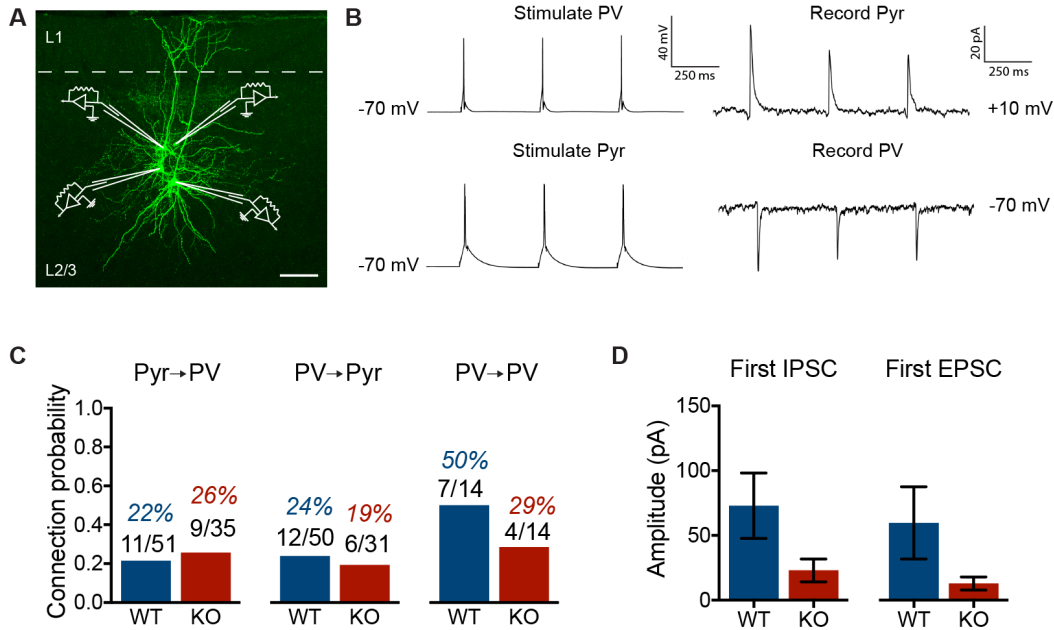 A
L1
L2/3
B
Stimulate PV
40 mV
250 ms
-70 mV
Record Pyr
20 pA
250 ms
+10 mV
Stimulate Pyr
-70 mV
Record PV
-70 mV
C
Pyr→PV
PV→Pyr
PV→PV
Connection probability
1.0
0.8
0.6
0.4
0.2
0.0
22%
11/51
26%
9/35
WT
KO
24%
12/50
19%
6/31
WT
KO
50%
7/14
29%
4/14
WT
KO
D
First IPSC
First EPSC
Amplitude (pA)
150
100
50
0
WT
KO
WT
KO